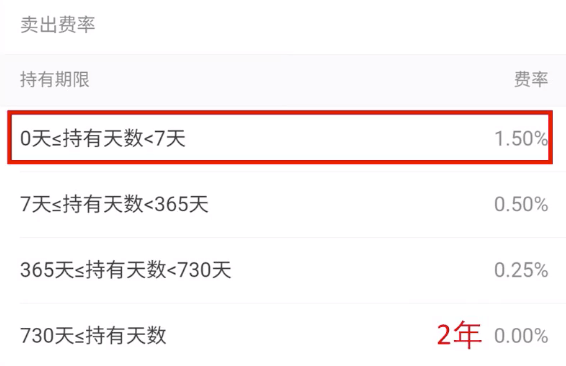 卖出费率
持有期限 费率
0天≤持有天数<7天 1.50%
7天≤持有天数<365天 0.50%
365天≤持有天数<730天 0.25%
730天≤持有天数 2年 0.00%